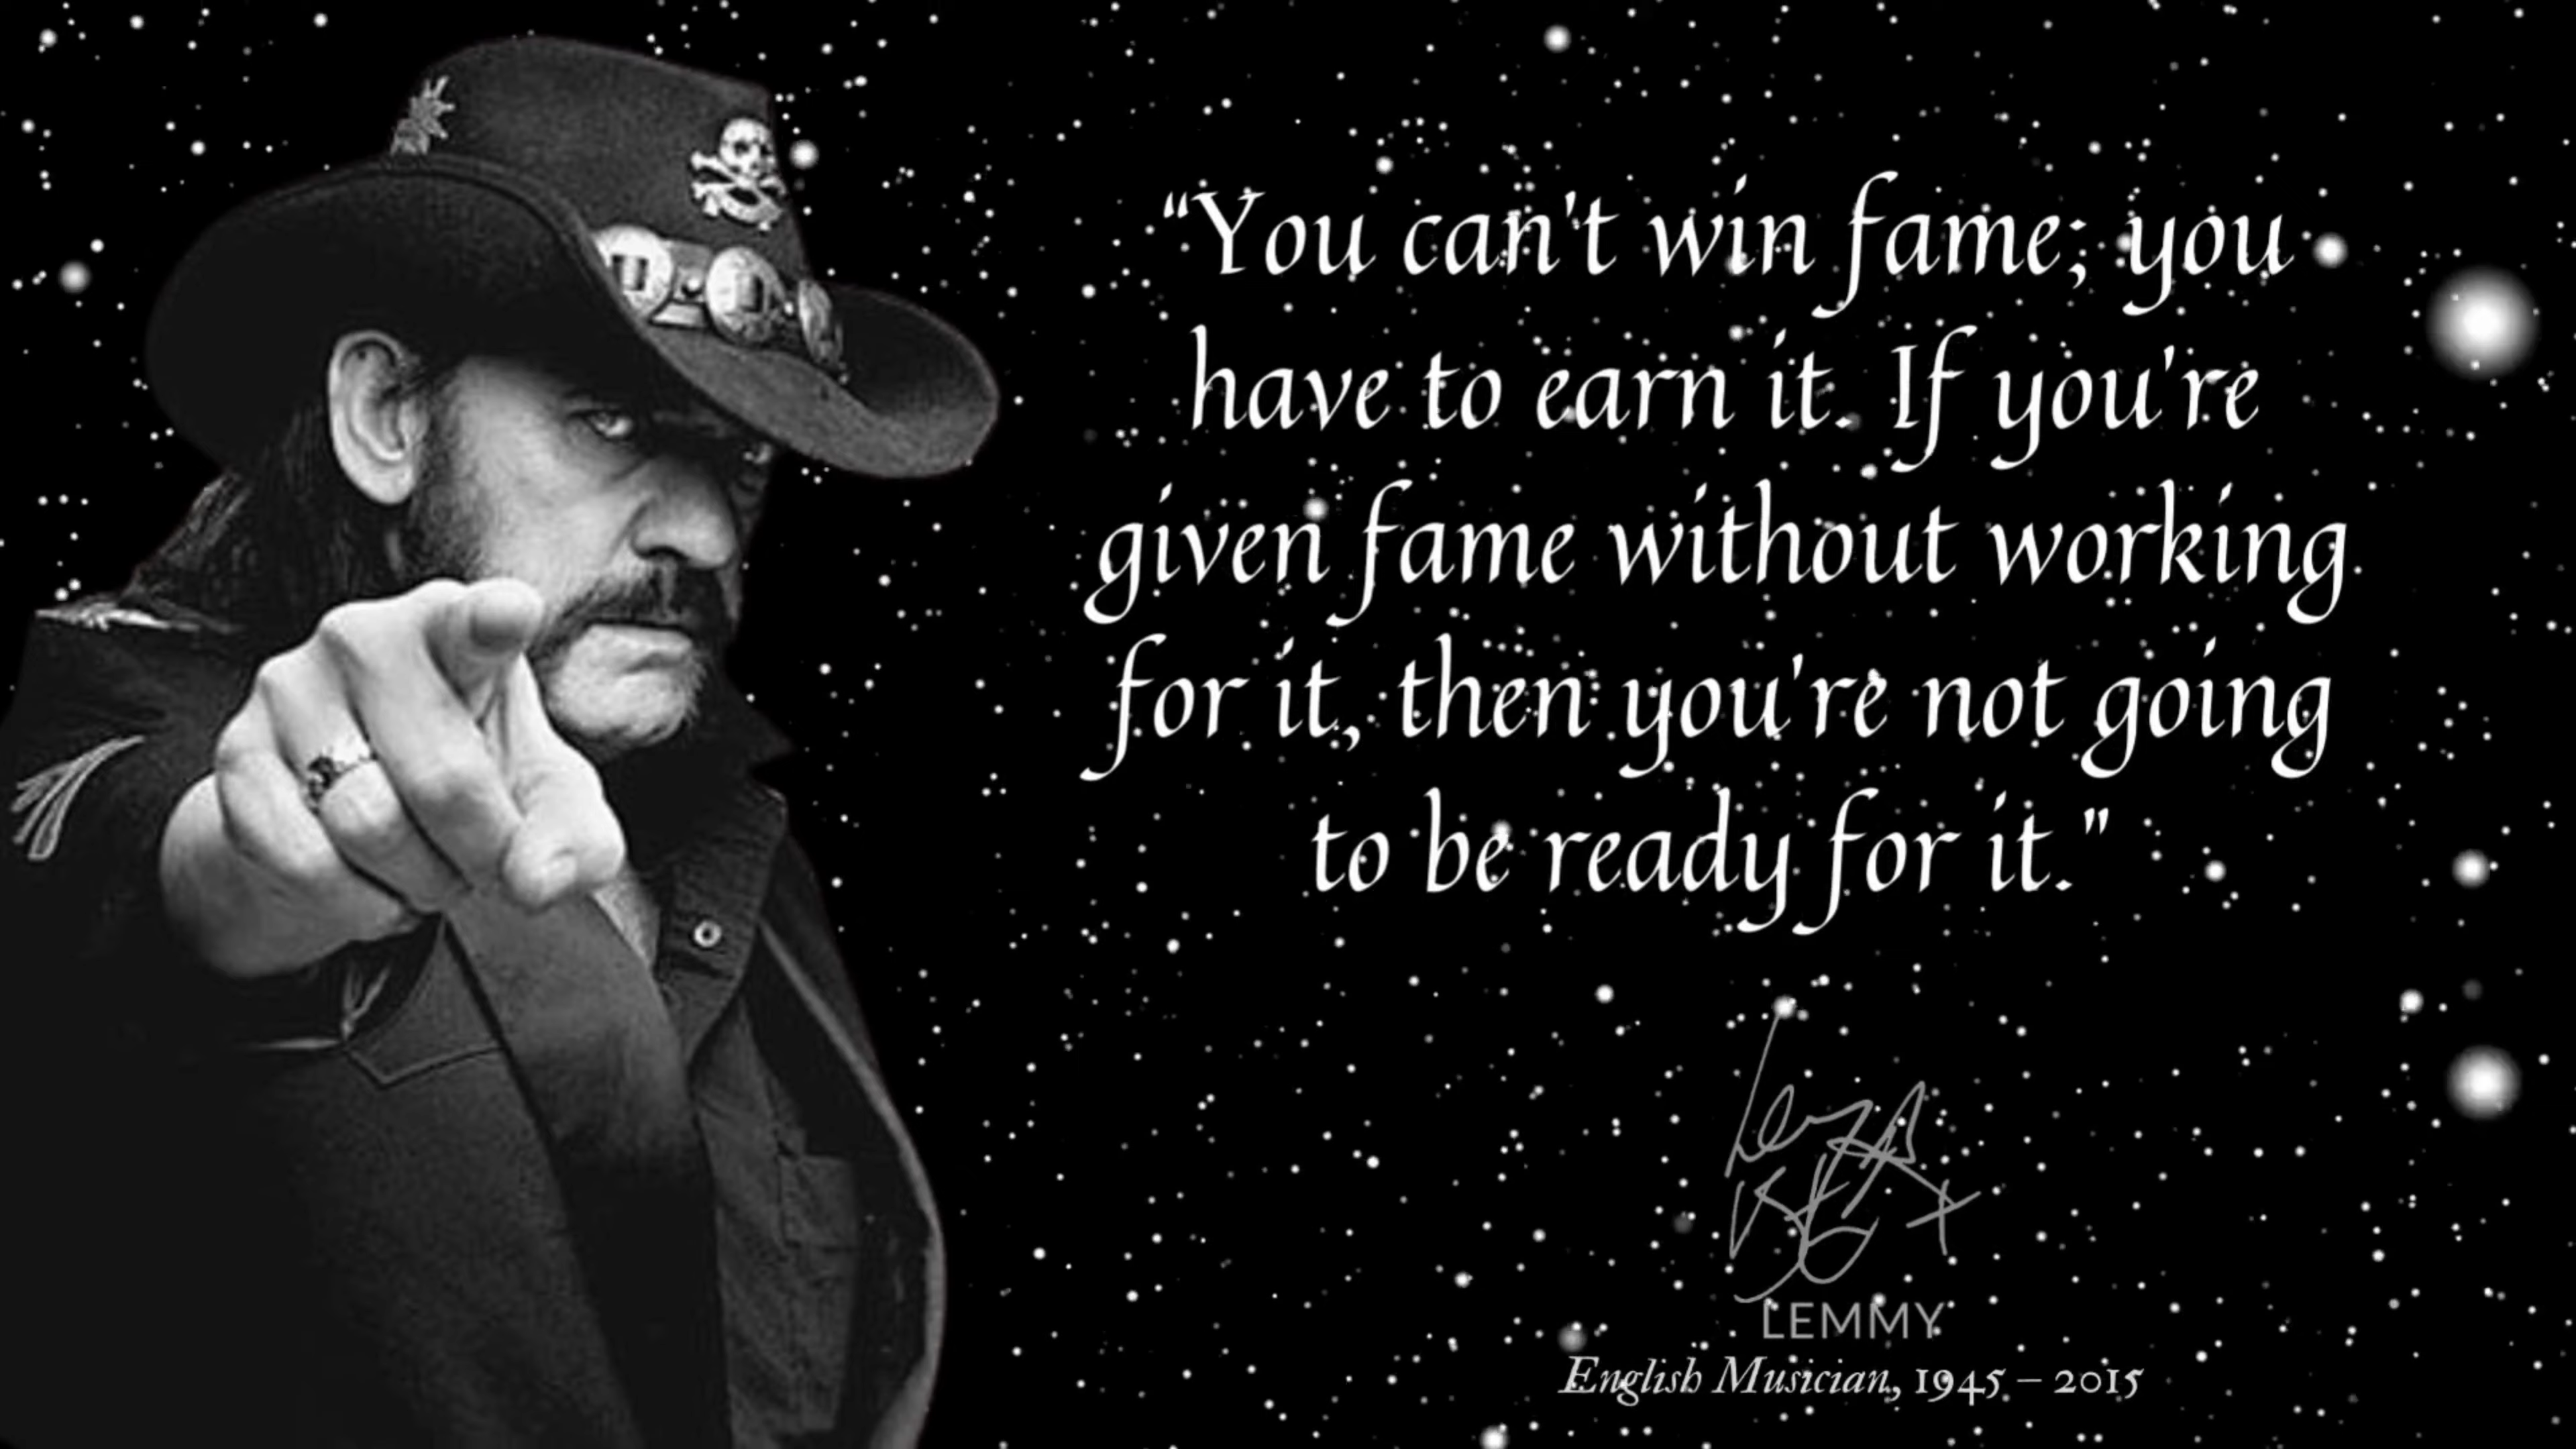 “You can't win fame; you
have to earn it. If you're
given fame without working
for it, then you're not going
to be ready for it."
LEMMY
English Musician, 1945 – 2015